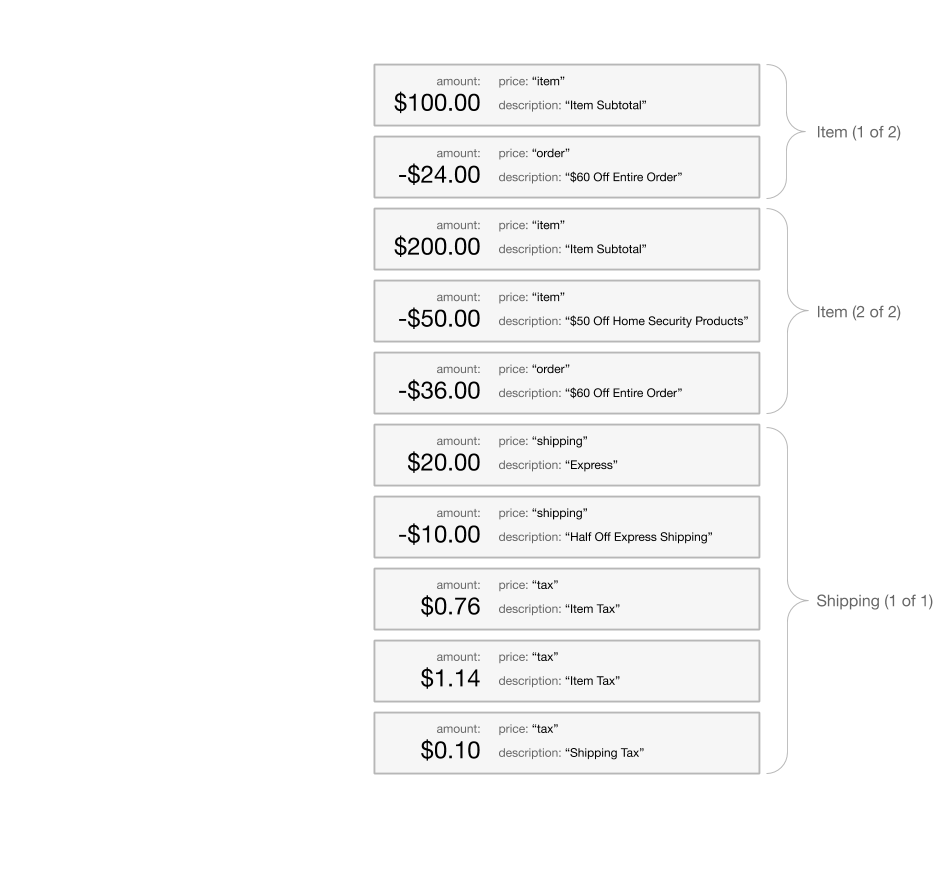 amount: price: “item”
$100.00 description: “Item Subtotal”
Item (1 of 2)
amount: price: “order”
-$24.00 description: “$60 Off Entire Order”
amount: price: “item”
$200.00 description: “Item Subtotal”
amount: price: “item”
-$50.00 description: “$50 Off Home Security Products”
Item (2 of 2)
amount: price: “order”
-$36.00 description: “$60 Off Entire Order”
amount: price: “shipping”
$20.00 description: “Express”
amount: price: “shipping”
-$10.00 description: “Half Off Express Shipping”
amount: price: “tax”
$0.76 description: “Item Tax”
Shipping (1 of 1)
amount: price: “tax”
$1.14 description: “Item Tax”
amount: price: “tax”
$0.10 description: “Shipping Tax”